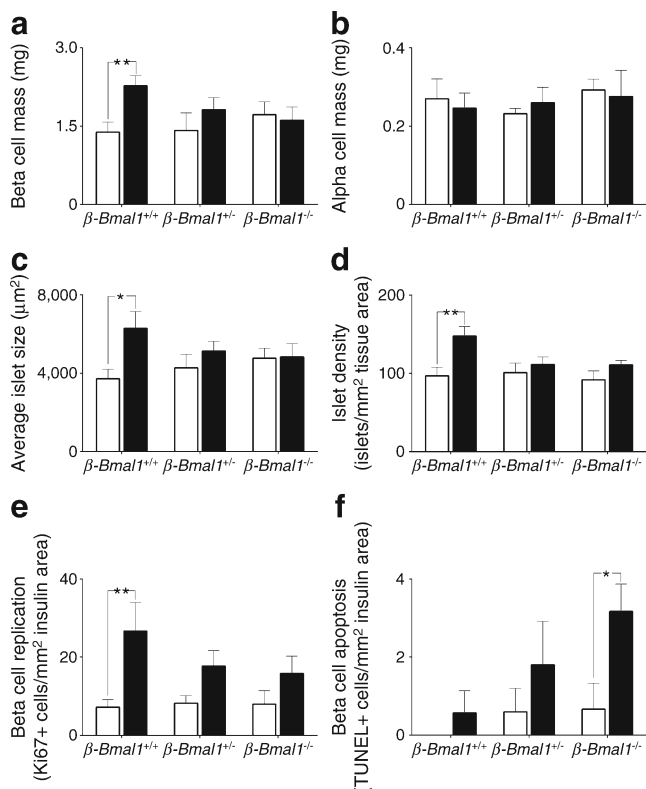 a
Beta cell mass (mg)
3.0
1.5
0
**
β-Bmal1+/+ β-Bmal1+/- β-Bmal1-/-
b
Alpha cell mass (mg)
0.4
0.2
0
β-Bmal1+/+ β-Bmal1+/- β-Bmal1-/-
c
Average islet size (μm2)
8,000
4,000
0
*
β-Bmal1+/+ β-Bmal1+/- β-Bmal1-/-
d
Islet density
(islets/mm2 tissue area)
200
100
0
**
β-Bmal1+/+ β-Bmal1+/- β-Bmal1-/-
e
Beta cell replication
(Ki67+ cells/mm2 insulin area)
40
20
0
**
β-Bmal1+/+ β-Bmal1+/- β-Bmal1-/-
f
Beta cell apoptosis
(TUNEL+ cells/mm2 insulin area)
4
2
0
*
β-Bmal1+/+ β-Bmal1+/- β-Bmal1-/-